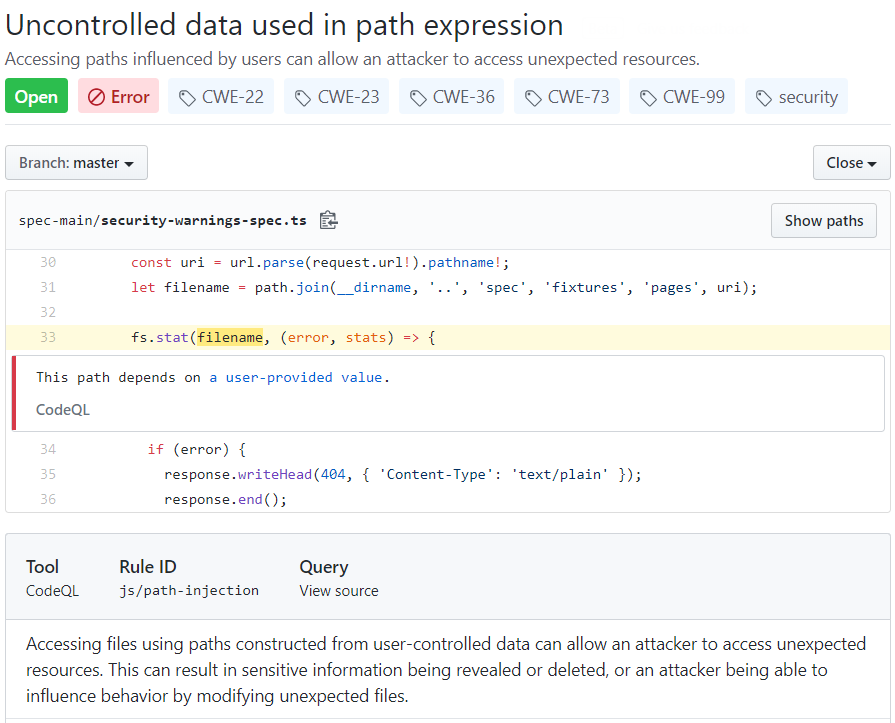 Uncontrolled data used in path expression
Accessing paths influenced by users can allow an attacker to access unexpected resources.
Open Error CWE-22 CWE-23 CWE-36 CWE-73 CWE-99 security
Branch: master Close
spec-main/security-warnings-spec.ts Show paths
30 const uri = url.parse(request.url!).pathname!;
31 let filename = path.join(__dirname, '..', 'spec', 'fixtures', 'pages', uri);
32
33 fs.stat(filename, (error, stats) => {
This path depends on a user-provided value.
CodeQL
34 if (error) {
35 response.writeHead(404, { 'Content-Type': 'text/plain' });
36 response.end();
Tool Rule ID Query
CodeQL js/path-injection View source
Accessing files using paths constructed from user-controlled data can allow an attacker to access unexpected
resources. This can result in sensitive information being revealed or deleted, or an attacker being able to
influence behavior by modifying unexpected files.